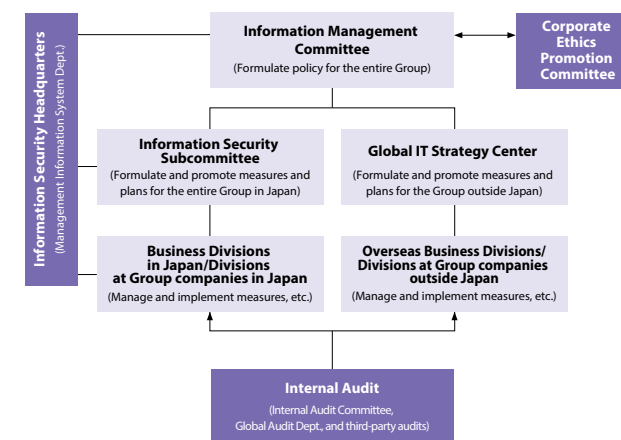 Information Security Headquarters
(Management Information System Dept.)
Information Management
Committee
(Formulate policy for the entire Group)
Corporate
Ethics
Promotion
Committee
Information Security
Subcommittee
(Formulate and promote measures and
plans for the entire Group in Japan)
Global IT Strategy Center
(Formulate and promote measures and
plans for the Group outside Japan)
Business Divisions
in Japan/Divisions
at Group companies in Japan
(Manage and implement measures, etc.)
Overseas Business Divisions/
Divisions at Group companies
outside Japan
(Manage and implement measures, etc.)
Internal Audit
(Internal Audit Committee,
Global Audit Dept., and third-party audits)